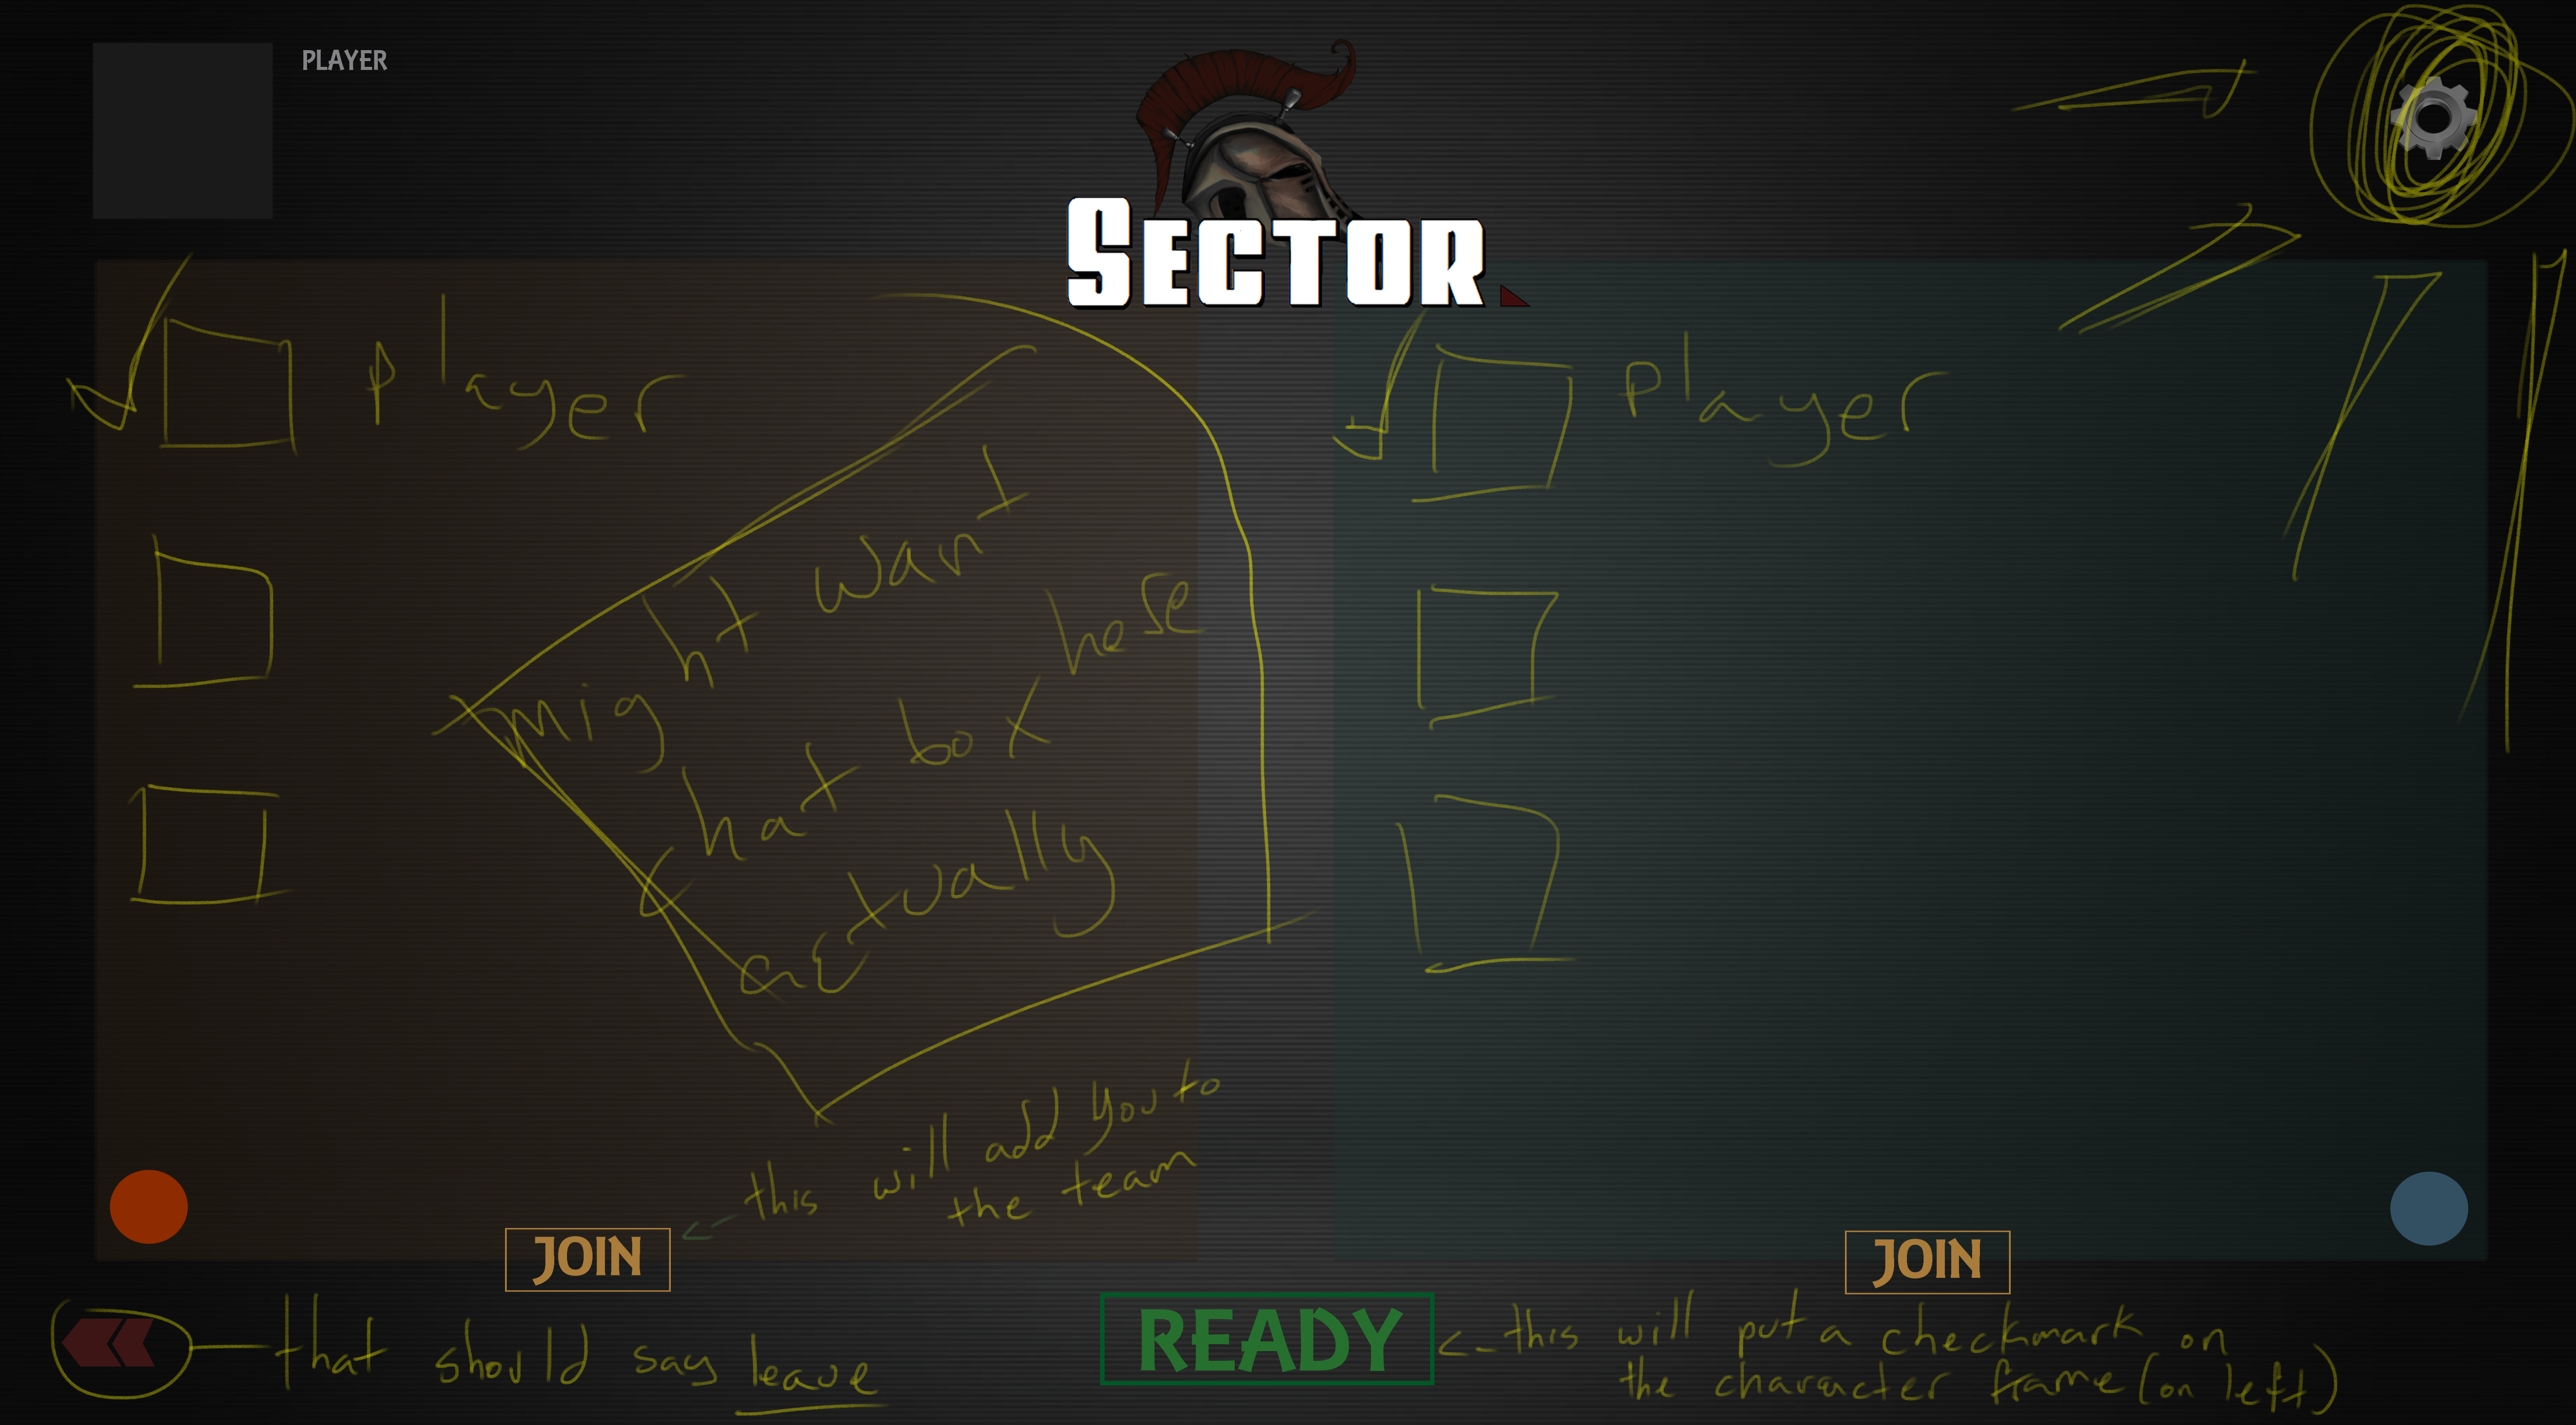 PLAYER
SECTOR
player
player
might want
chat box here
actually
this will add you to
the team
JOIN
JOIN
that should say leave
READY
this will put a checkmark on
the character frame (on left)